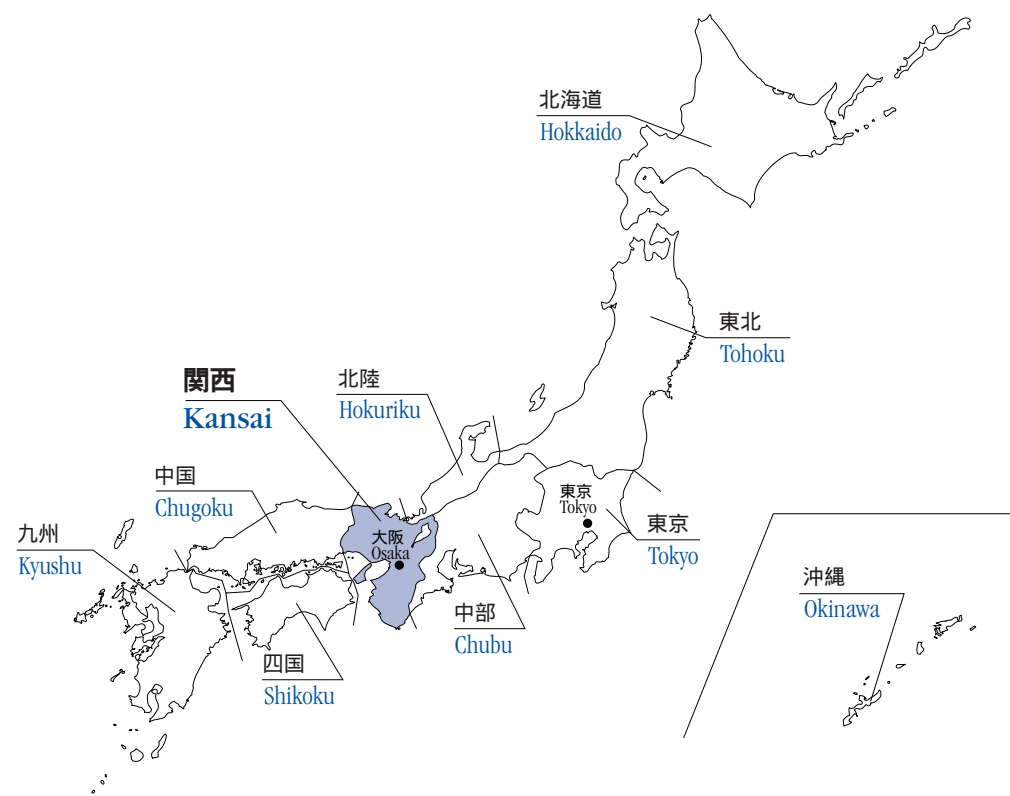 北海道
Hokkaido
東北
Tohoku
関西
Kansai
北陸
Hokuriku
中国
Chugoku
九州
Kyushu
大阪
Osaka
東京
Tokyo
東京
Tokyo
中部
Chubu
四国
Shikoku
沖縄
Okinawa